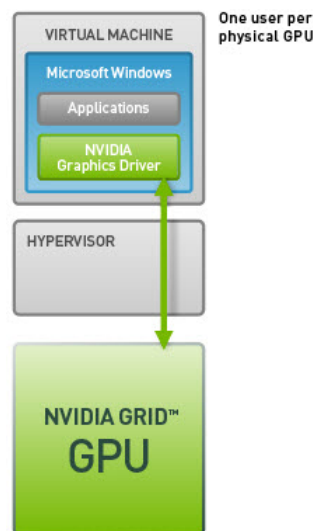 One user per
physical GPU
VIRTUAL MACHINE
Microsoft Windows
Applications
NVIDIA
Graphics Driver
HYPERVISOR
NVIDIA GRID™
GPU